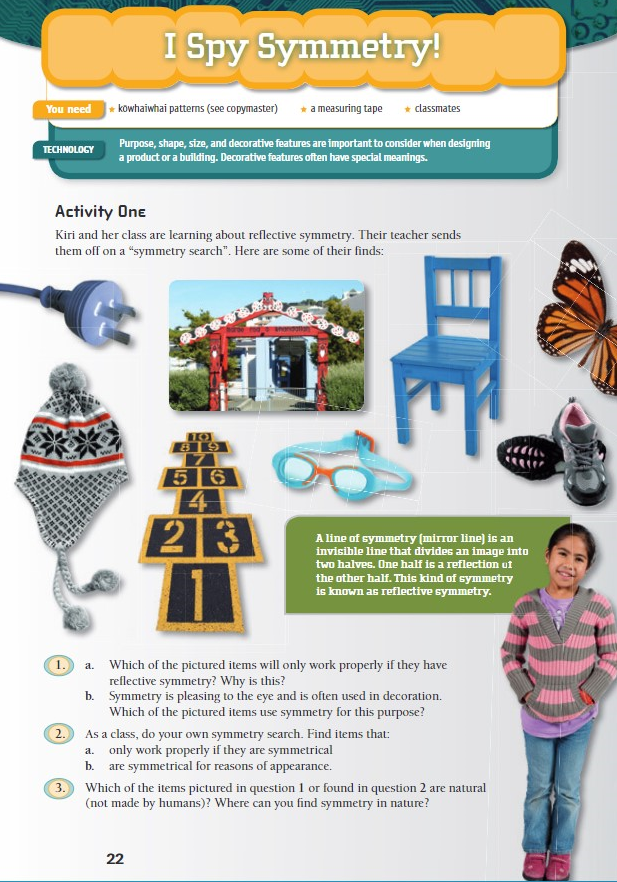 I Spy Symmetry!
You need
★ kōwhaiwhai patterns (see copymaster) ★ a measuring tape ★ classmates
TECHNOLOGY
Purpose, shape, size, and decorative features are important to consider when designing
a product or a building. Decorative features often have special meanings.
Activity One
Kiri and her class are learning about reflective symmetry. Their teacher sends
them off on a “symmetry search”. Here are some of their finds:
10
8 9
7
5 6
4
2 3
1
A line of symmetry (mirror line) is an
invisible line that divides an image into
two halves. One half is a reflection of
the other half. This kind of symmetry
is known as reflective symmetry.
1. a. Which of the pictured items will only work properly if they have
reflective symmetry? Why is this?
b. Symmetry is pleasing to the eye and is often used in decoration.
Which of the pictured items use symmetry for this purpose?
2. As a class, do your own symmetry search. Find items that:
a. only work properly if they are symmetrical
b. are symmetrical for reasons of appearance.
3. Which of the items pictured in question 1 or found in question 2 are natural
(not made by humans)? Where can you find symmetry in nature?
22